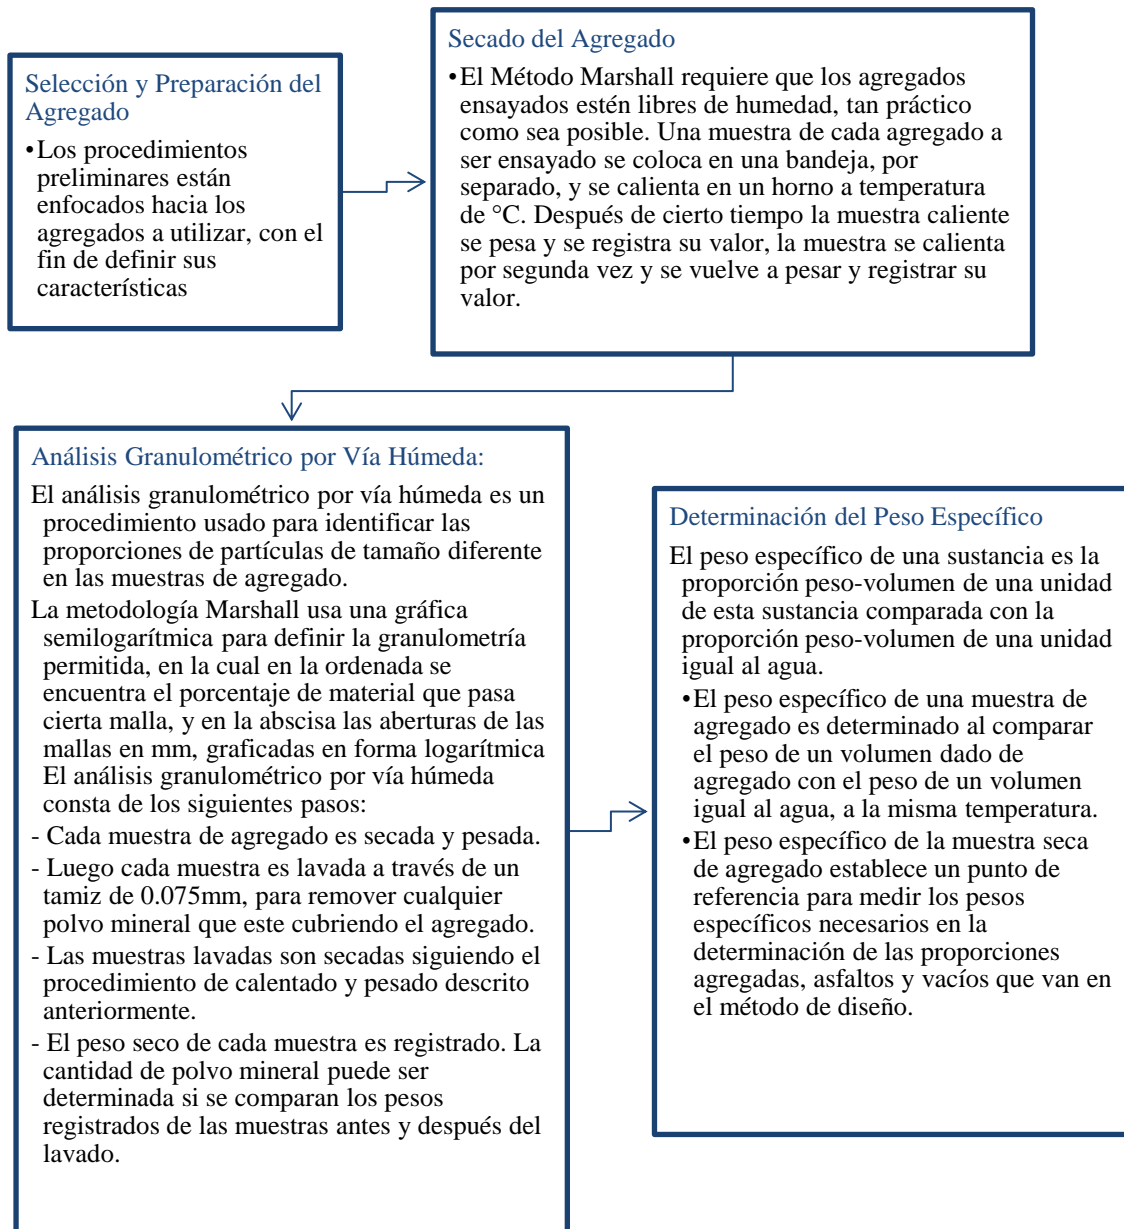 Selección y Preparación del
Agregado
•Los procedimientos
preliminares están
enfocados hacia los
agregados a utilizar, con el
fin de definir sus
características
Secado del Agregado
•El Método Marshall requiere que los agregados
ensayados estén libres de humedad, tan práctico
como sea posible. Una muestra de cada agregado a
ser ensayado se coloca en una bandeja, por
separado, y se calienta en un horno a temperatura
de °C. Después de cierto tiempo la muestra caliente
se pesa y se registra su valor, la muestra se calienta
por segunda vez y se vuelve a pesar y registrar su
valor.
Análisis Granulométrico por Vía Húmeda:
El análisis granulométrico por vía húmeda es un
procedimiento usado para identificar las
proporciones de partículas de tamaño diferente
en las muestras de agregado.
La metodología Marshall usa una gráfica
semilogarítmica para definir la granulometría
permitida, en la cual en la ordenada se
encuentra el porcentaje de material que pasa
cierta malla, y en la abscisa las aberturas de las
mallas en mm, graficadas en forma logarítmica
El análisis granulométrico por vía húmeda
consta de los siguientes pasos:
- Cada muestra de agregado es secada y pesada.
- Luego cada muestra es lavada a través de un
tamiz de 0.075mm, para remover cualquier
polvo mineral que este cubriendo el agregado.
- Las muestras lavadas son secadas siguiendo el
procedimiento de calentado y pesado descrito
anteriormente.
- El peso seco de cada muestra es registrado. La
cantidad de polvo mineral puede ser
determinada si se comparan los pesos
registrados de las muestras antes y después del
lavado.
Determinación del Peso Específico
El peso específico de una sustancia es la
proporción peso-volumen de una unidad
de esta sustancia comparada con la
proporción peso-volumen de una unidad
igual al agua.
•El peso específico de una muestra de
agregado es determinado al comparar
el peso de un volumen dado de
agregado con el peso de un volumen
igual al agua, a la misma temperatura.
•El peso específico de la muestra seca
de agregado establece un punto de
referencia para medir los pesos
específicos necesarios en la
determinación de las proporciones
agregadas, asfaltos y vacíos que van en
el método de diseño.